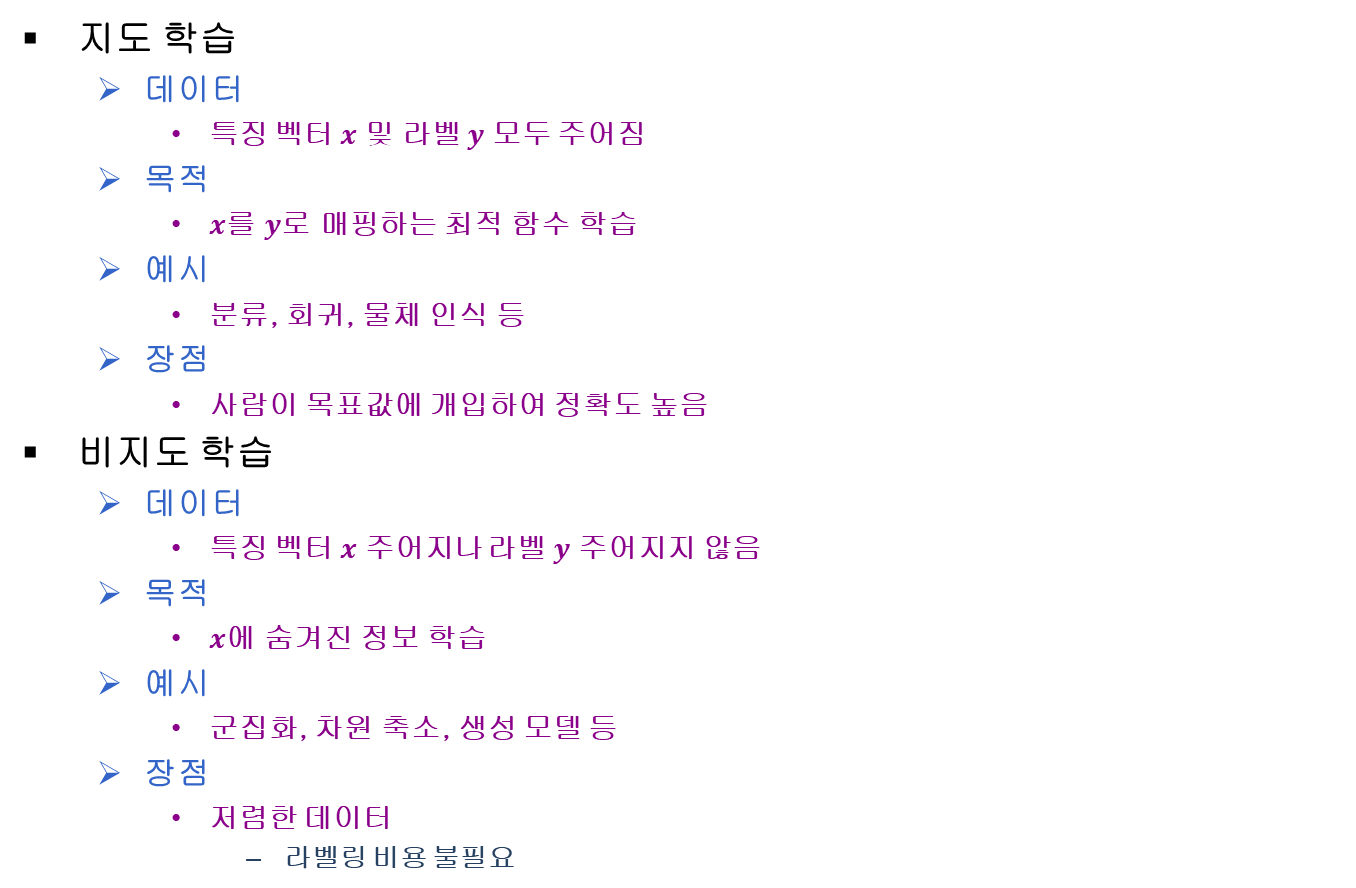 ▪ 지도 학습
➢ 데이터
• 특징 벡터 x 및 라벨 y 모두 주어짐
➢ 목적
• x를 y로 매핑하는 최적 함수 학습
➢ 예시
• 분류, 회귀, 물체 인식 등
➢ 장점
• 사람이 목표값에 개입하여 정확도 높음
▪ 비지도 학습
➢ 데이터
• 특징 벡터 x 주어지나 라벨 y 주어지지 않음
➢ 목적
• x에 숨겨진 정보 학습
➢ 예시
• 군집화, 차원 축소, 생성 모델 등
➢ 장점
• 저렴한 데이터
– 라벨링 비용 불필요